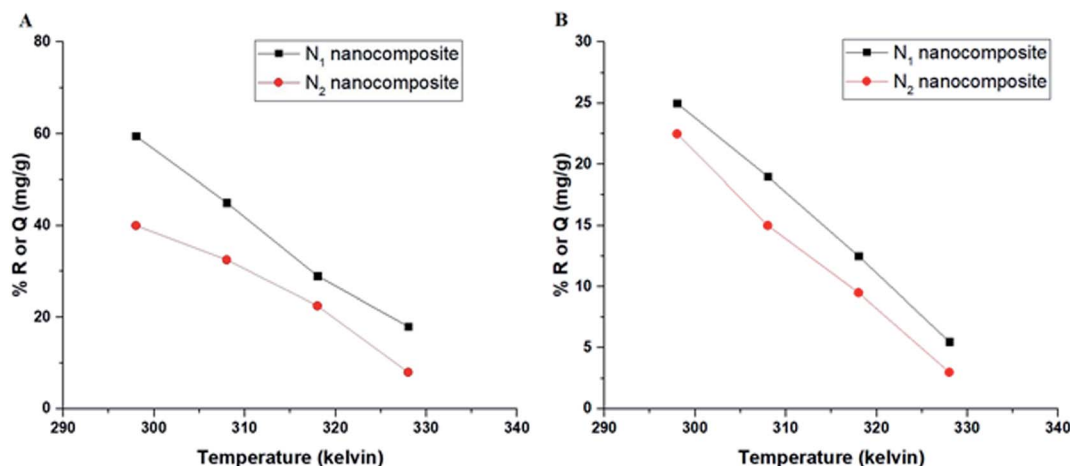 A
80
60
40
20
0
290 300 310 320 330 340
% R or Q (mg/g)
Temperature (kelvin)
N₁ nanocomposite
N₂ nanocomposite
B
30
25
20
15
10
5
0
290 300 310 320 330 340
% R or Q (mg/g)
Temperature (kelvin)
N₁ nanocomposite
N₂ nanocomposite